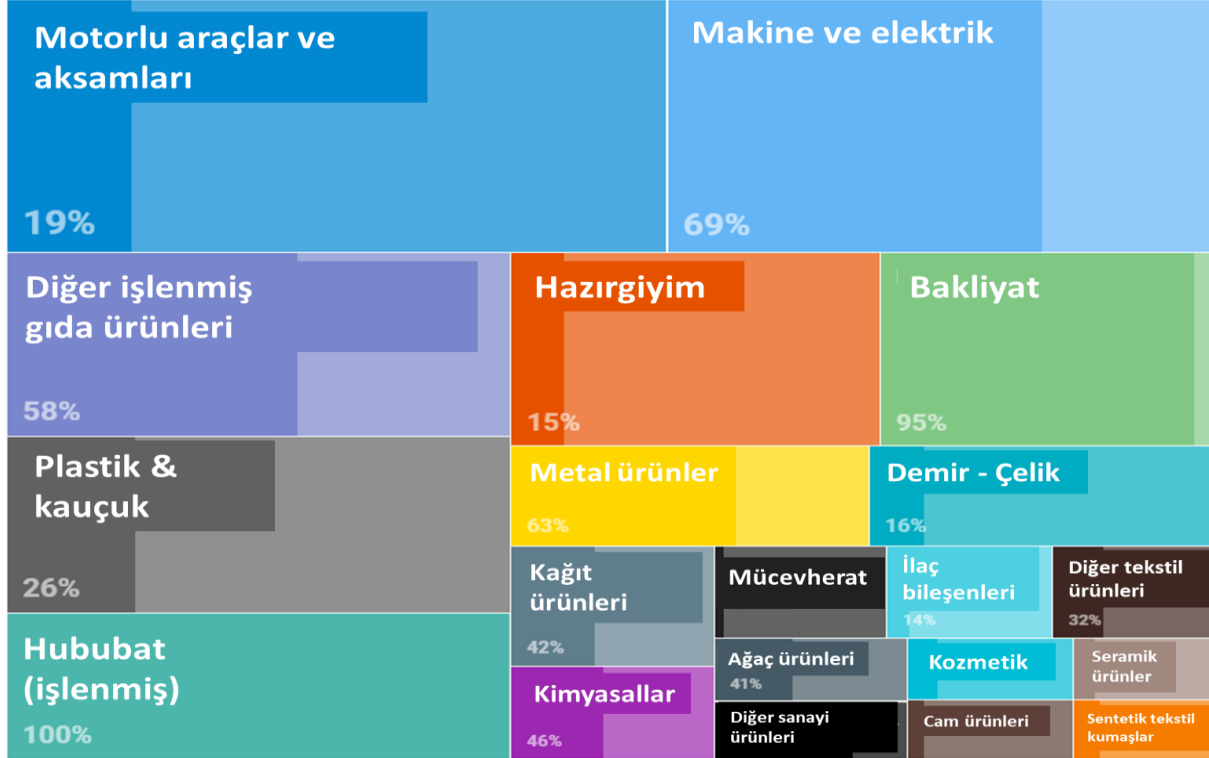 Motorlu araçlar ve
aksamları
19%
Makine ve elektrik
69%
Diğer işlenmiş
gıda ürünleri
58%
Hazırgiyim
15%
Bakliyat
95%
Plastik &
kauçuk
26%
Metal ürünler
63%
Demir - Çelik
16%
Kağıt
ürünleri
42%
Mücevherat
İlaç
bileşenleri
14%
Diğer tekstil
ürünleri
32%
Hububat
(işlenmiş)
100%
Kimyasallar
46%
Ağaç ürünleri
41%
Kozmetik
Seramik
ürünler
Diğer sanayi
ürünleri
Cam ürünleri
Sentetik tekstil
kumaşlar